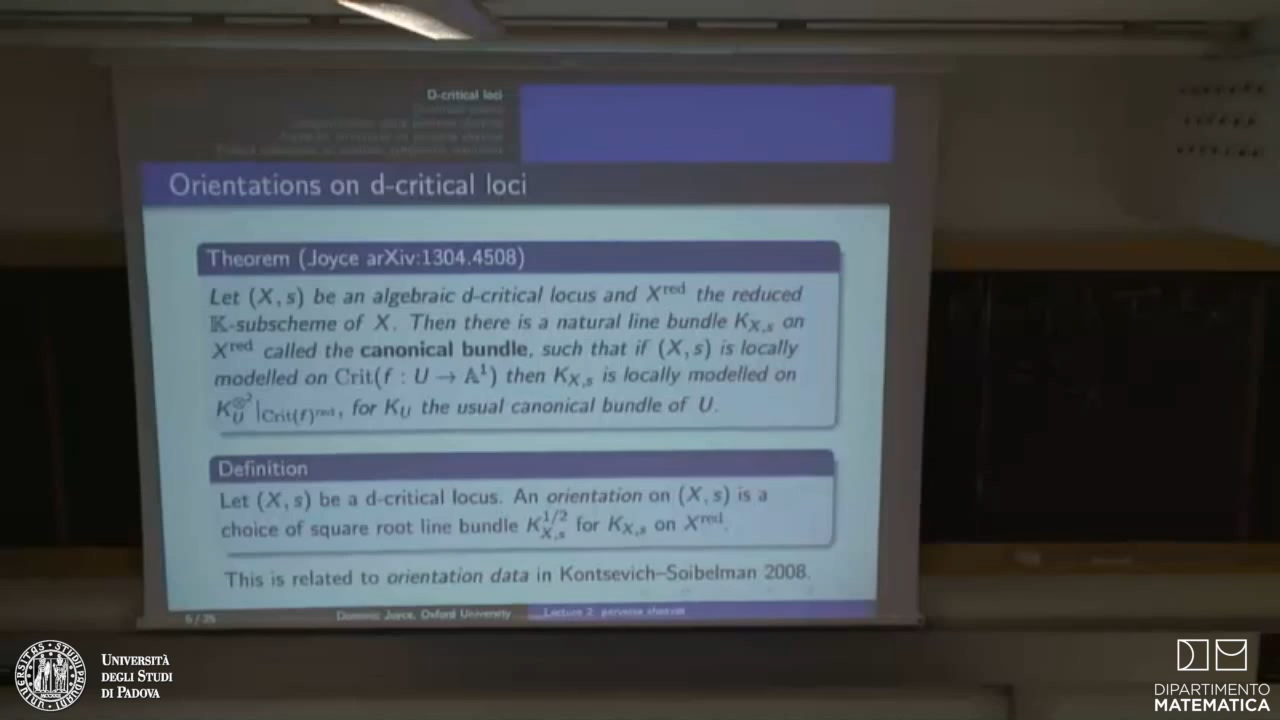 D-critical loci
Orientations on d-critical loci
Theorem (Joyce arXiv:1304.4508)
Let (X, s) be an algebraic d-critical locus and X^red the reduced
𝕂-subscheme of X. Then there is a natural line bundle K_{X,s} on
X^red called the canonical bundle, such that if (X, s) is locally
modelled on Crit(f : U → 𝔸¹) then K_{X,s} is locally modelled on
K_U^{⊗²}|_{Crit(f)^red}, for K_U the usual canonical bundle of U.
Definition
Let (X, s) be a d-critical locus. An orientation on (X, s) is a
choice of square root line bundle K_{X,s}^{1/2} for K_{X,s} on X^red.
This is related to orientation data in Kontsevich–Soibelman 2008.
Dominic Joyce, Oxford University
Lecture 2: perverse sheaves
UNIVERSITÀ
DEGLI STUDI
DI PADOVA
DIPARTIMENTO
MATEMATICA